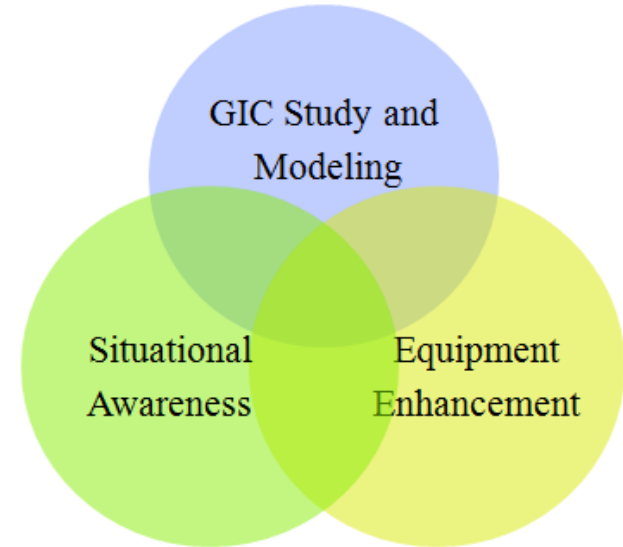 GIC Study and
Modeling
Situational
Awareness
Equipment
Enhancement